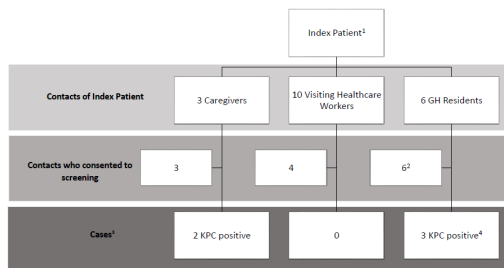 Index Patient¹
Contacts of Index Patient
3 Caregivers
10 Visiting Healthcare
Workers
6 GH Residents
Contacts who consented to
screening
3
4
6²
Cases³
2 KPC positive
0
3 KPC positive⁴